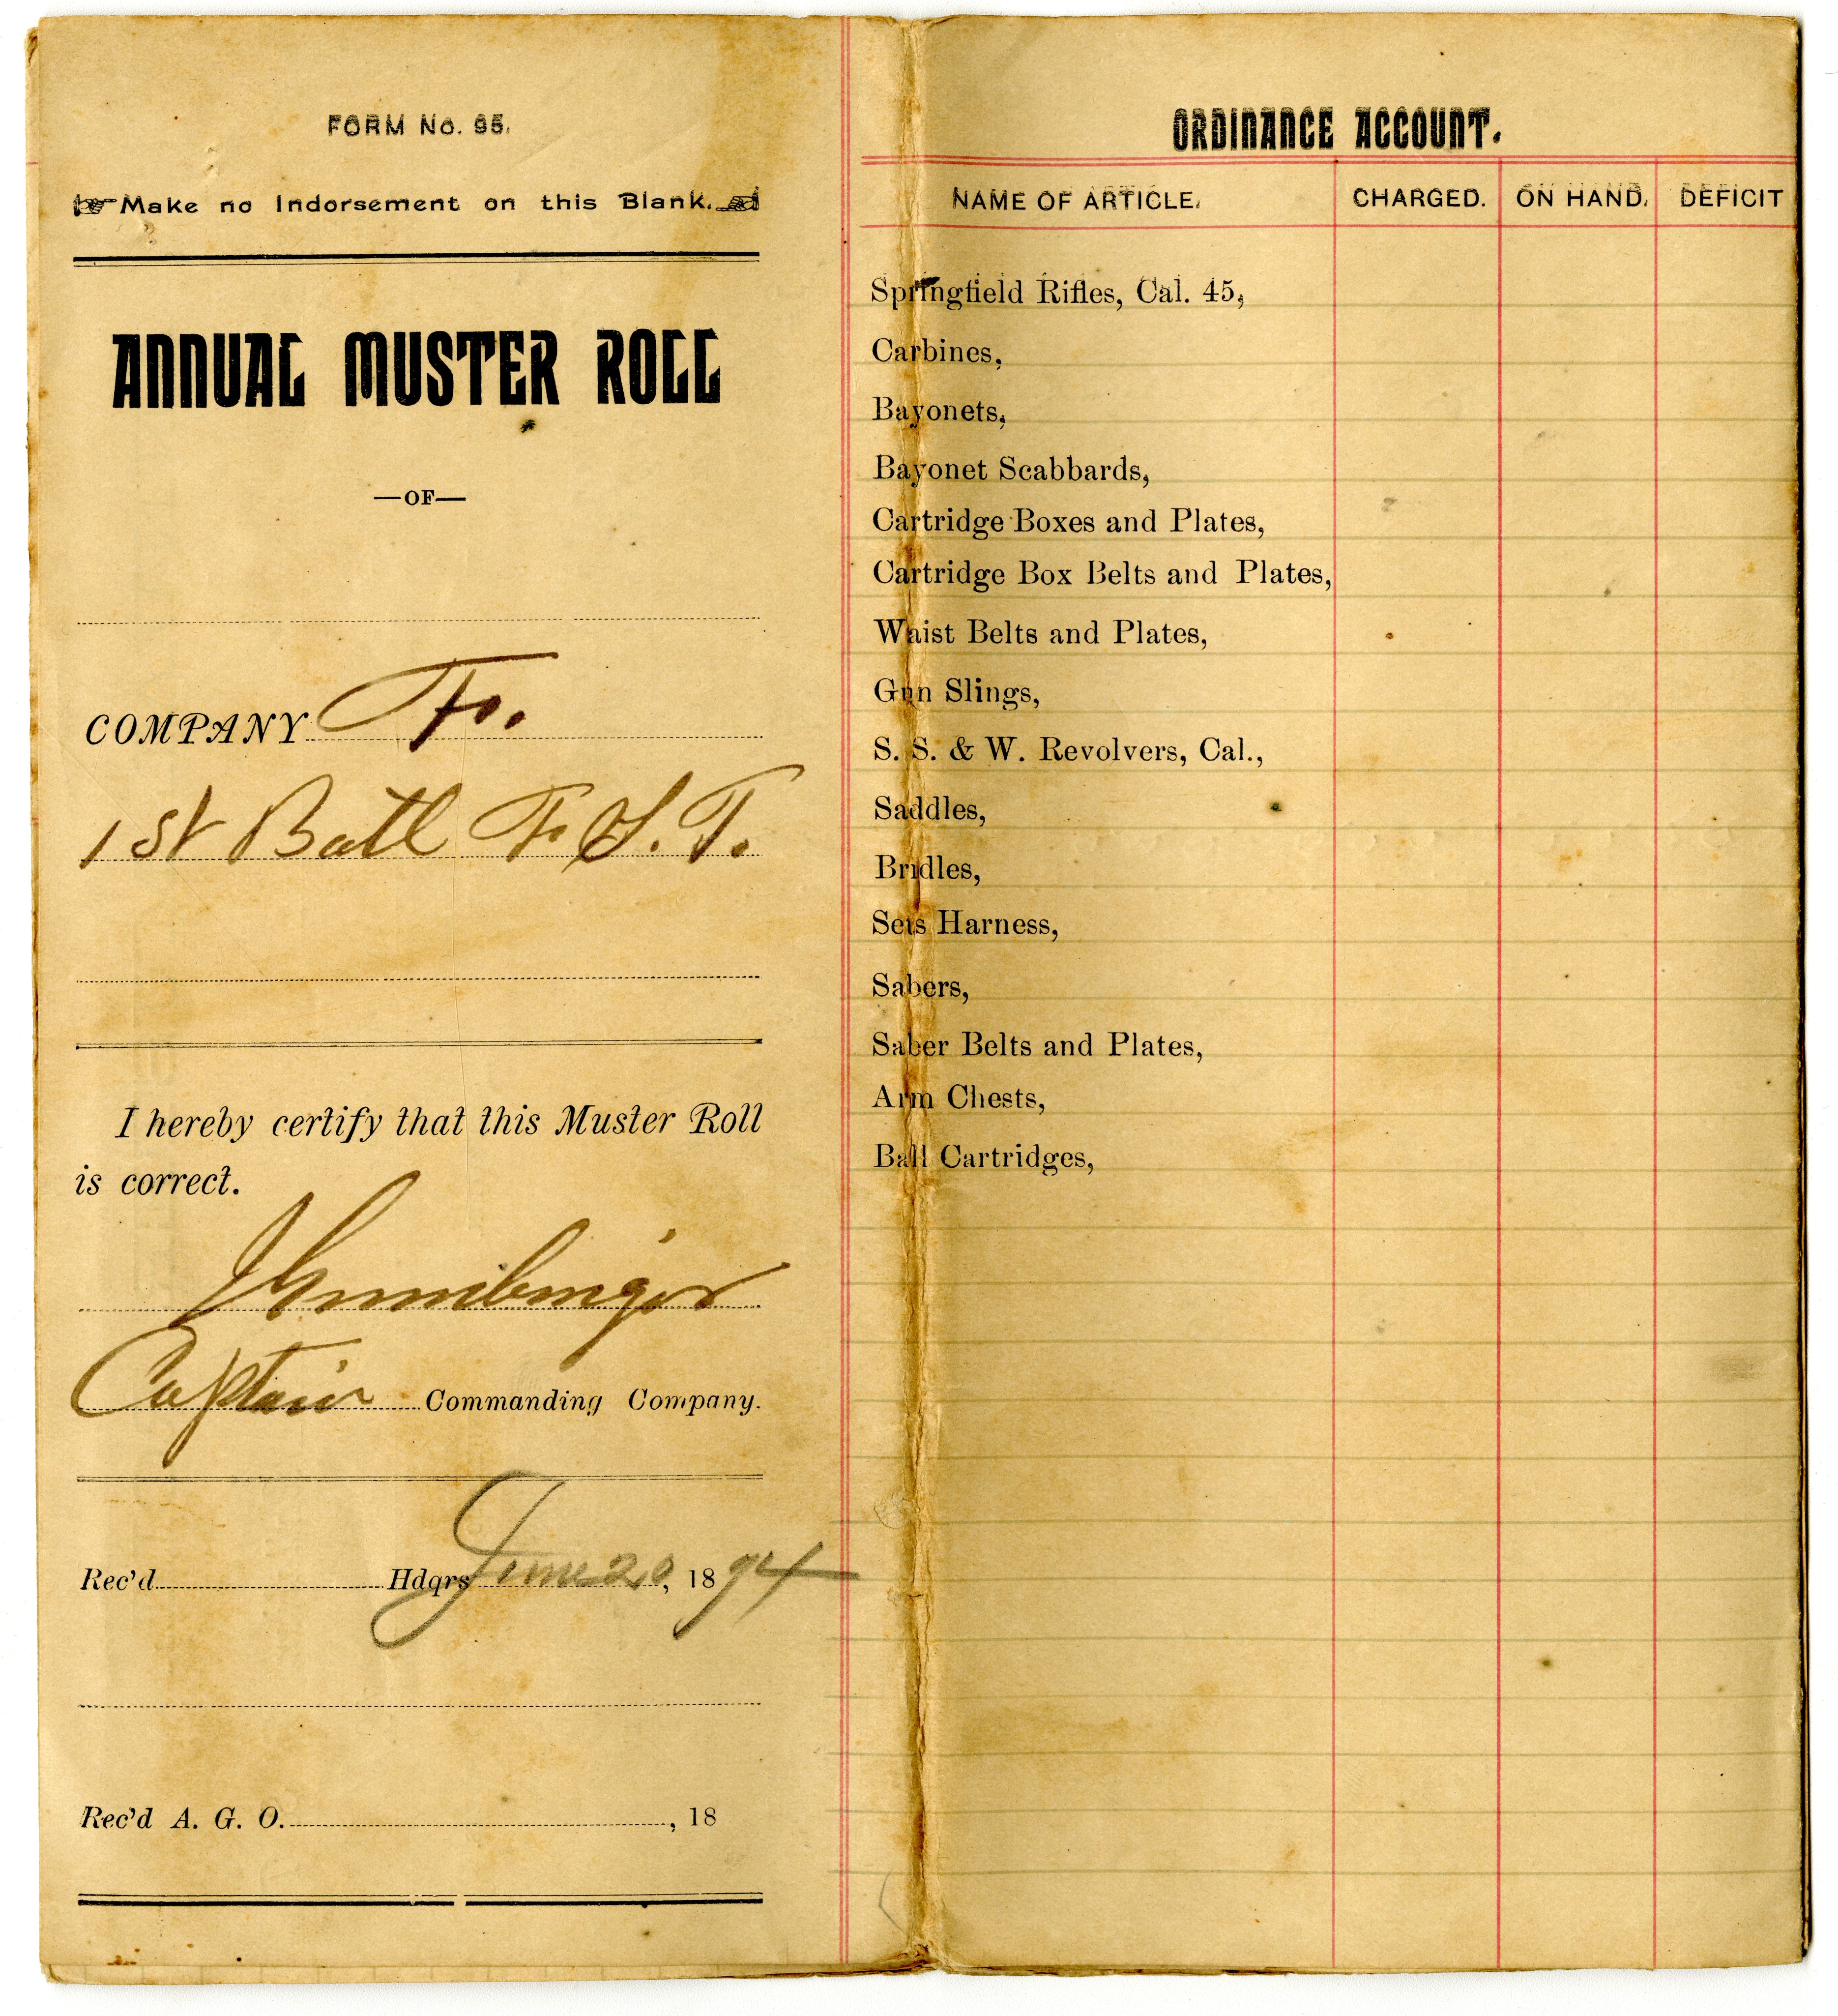 FORM No. 95.
Make no Indorsement on this Blank.
ANNUAL MUSTER ROLL
—OF—
COMPANY F.
1st Batl F. S. T.
I hereby certify that this Muster Roll
is correct.
Captain Commanding Company.
Rec'd Hdqrs June 20, 1894
Rec'd A. G. O. , 18
ORDINANCE ACCOUNT.
NAME OF ARTICLE. CHARGED. ON HAND. DEFICIT
Springfield Rifles, Cal. 45,
Carbines,
Bayonets,
Bayonet Scabbards,
Cartridge Boxes and Plates,
Cartridge Box Belts and Plates,
Waist Belts and Plates,
Gun Slings,
S. S. & W. Revolvers, Cal.,
Saddles,
Bridles,
Sets Harness,
Sabers,
Saber Belts and Plates,
Arm Chests,
Ball Cartridges,